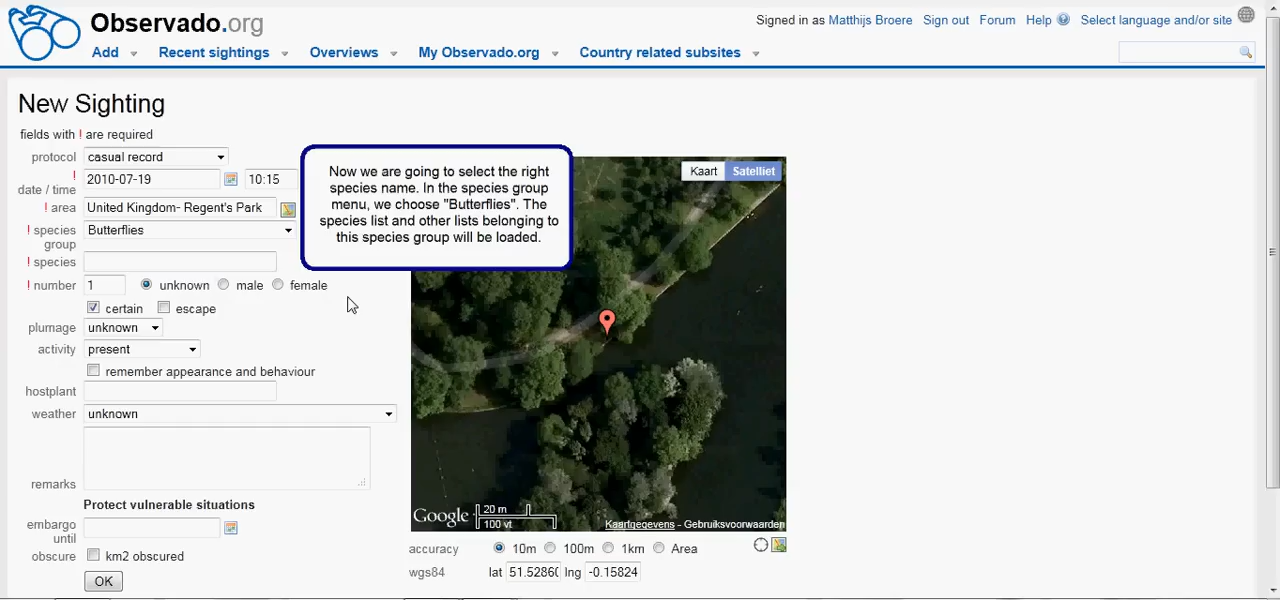 Observado.org
Signed in as Matthijs Broere Sign out Forum Help Select language and/or site
Add Recent sightings Overviews My Observado.org Country related subsites
New Sighting
fields with ! are required
protocol casual record
! date / time 2010-07-19 10:15
! area United Kingdom- Regent's Park
! species group Butterflies
! species
! number 1 unknown male female
certain escape
plumage unknown
activity present
remember appearance and behaviour
hostplant
weather unknown
remarks
Protect vulnerable situations
embargo until
obscure km2 obscured
OK
Now we are going to select the right
species name. In the species group
menu, we choose "Butterflies". The
species list and other lists belonging to
this species group will be loaded.
Kaart Satelliet
Google 20 m
100 vt
Kaartgegevens - Gebruiksvoorwaarden
accuracy 10m 100m 1km Area
wgs84 lat 51.5286( lng -0.15824